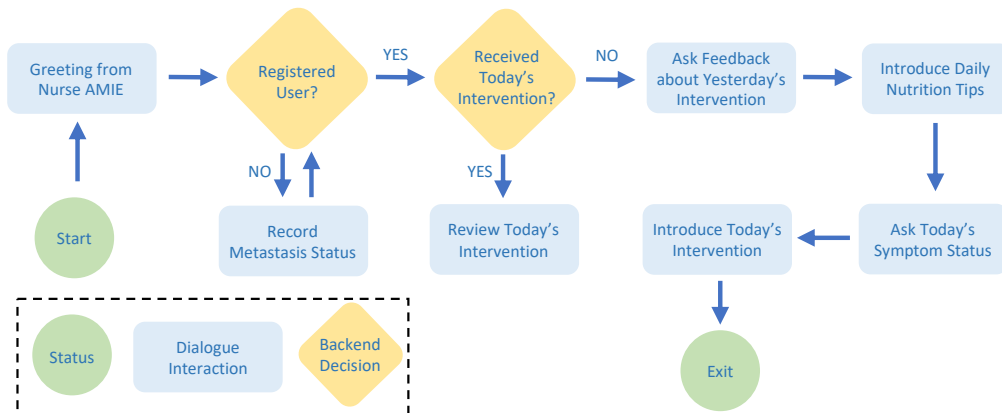 Greeting from
Nurse AMIE
Registered
User?
YES
Received
Today’s
Intervention?
NO
Ask Feedback
about Yesterday’s
Intervention
Introduce Daily
Nutrition Tips
NO
YES
Start
Record
Metastasis Status
Review Today’s
Intervention
Introduce Today’s
Intervention
Ask Today’s
Symptom Status
Status
Dialogue
Interaction
Backend
Decision
Exit